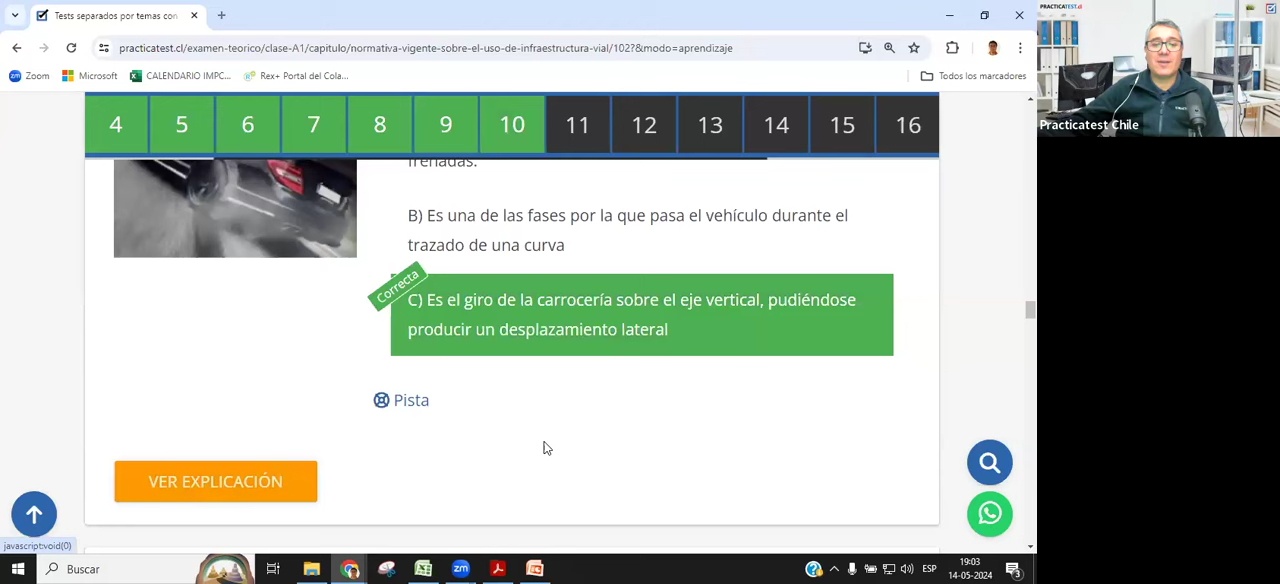 Tests separados por temas con
practicatest.cl/examen-teorico/clase-A1/capitulo/normativa-vigente-sobre-el-uso-de-infraestructura-vial/102?&modo=aprendizaje
Zoom
Microsoft
CALENDARIO IMPC...
Rex+ Portal del Cola...
Todos los marcadores
PRACTICATEST.cl
Practicatest Chile
4 5 6 7 8 9 10 11 12 13 14 15 16
frenadas.
B) Es una de las fases por la que pasa el vehículo durante el
trazado de una curva
Correcta
C) Es el giro de la carrocería sobre el eje vertical, pudiéndose
producir un desplazamiento lateral
Pista
VER EXPLICACIÓN
javascript:void(0)
Buscar
zm
ESP
19:03
14-05-2024
3